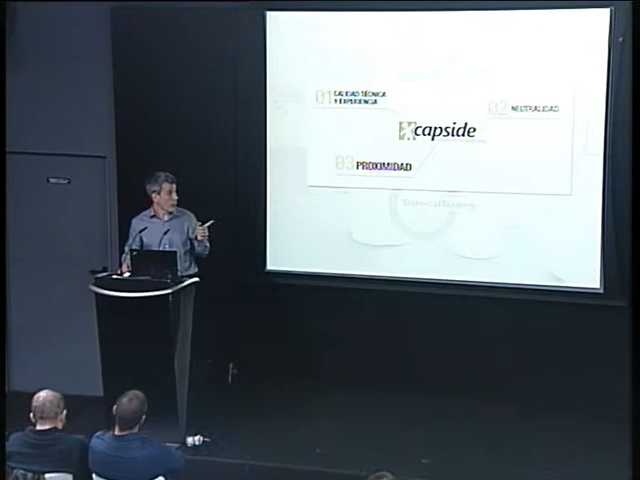 01 CALIDAD TÉCNICA
Y EXPERIENCIA
02 NEUTRALIDAD
capside
03 PROXIMIDAD
Technical Training